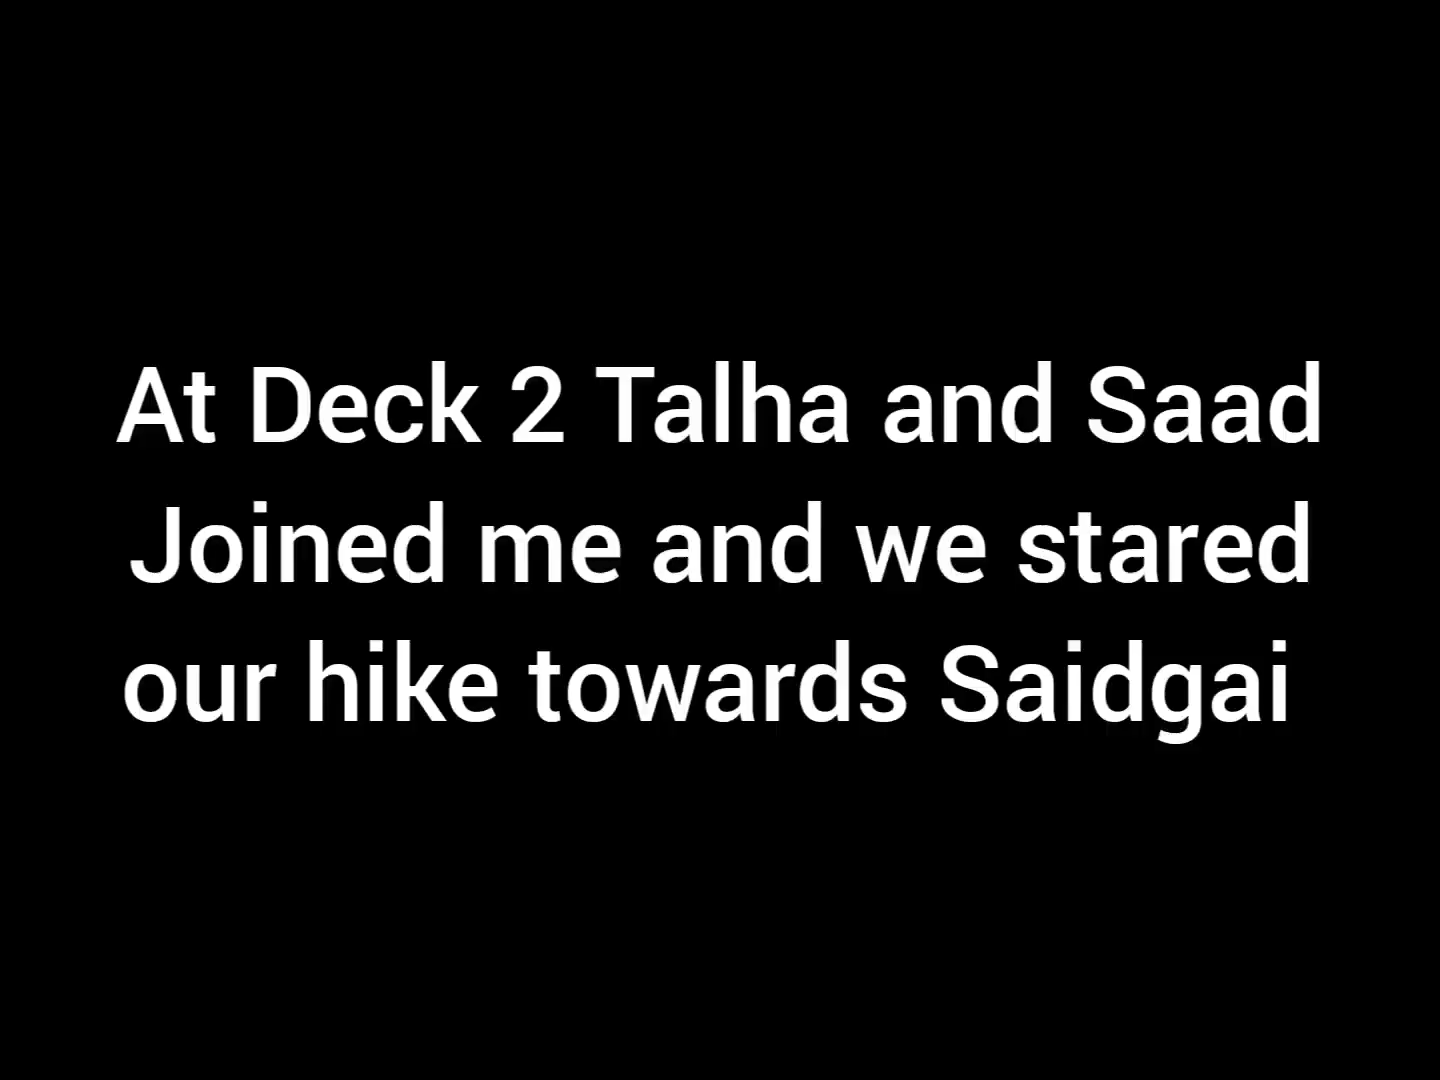 At Deck 2 Talha and Saad
Joined me and we stared
our hike towards Saidgai